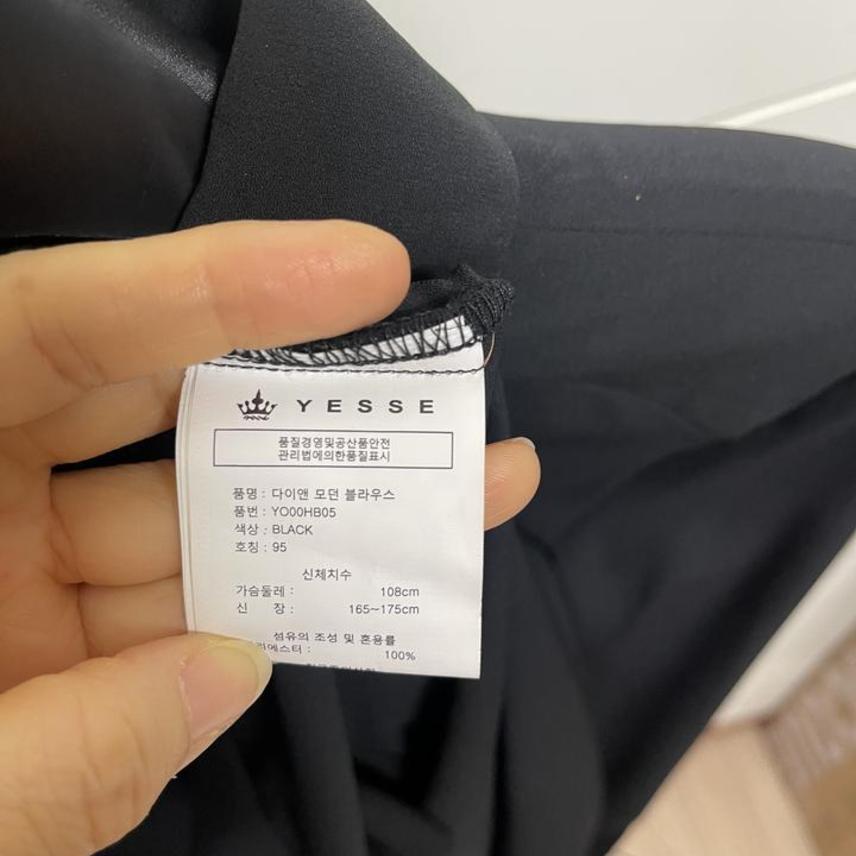 YESSE
품질경영및공산품안전
관리법에의한품질표시
품명 : 다이앤 모던 블라우스
품번 : YO00HB05
색상 : BLACK
호칭 : 95
신체치수
가슴둘레 : 108cm
신 장 : 165~175cm
섬유의 조성 및 혼용률
100%